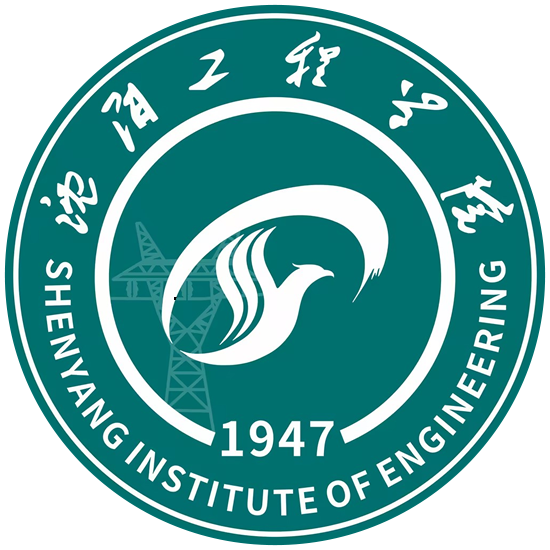 沈阳工程学院
1947
SHENYANG INSTITUTE OF ENGINEERING